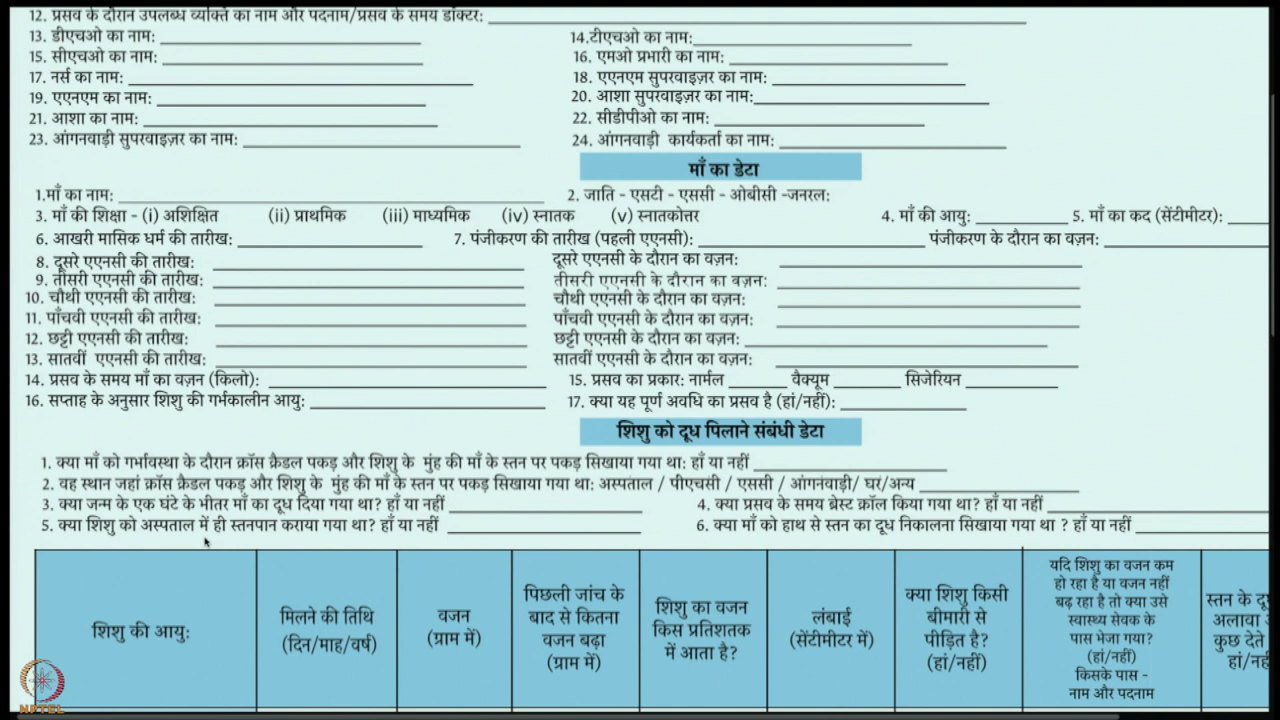 12. प्रसव के दौरान उपलब्ध व्यक्ति का नाम और पदनाम/प्रसव के समय डॉक्टर:
13. डीएचओ का नाम: 14.टीएचओ का नाम:
15. सीएचओ का नाम: 16. एमओ प्रभारी का नाम:
17. नर्स का नाम: 18. एएनएम सुपरवाइज़र का नाम:
19. एएनएम का नाम: 20. आशा सुपरवाइज़र का नाम:
21. आशा का नाम: 22. सीडीपीओ का नाम:
23. आंगनवाड़ी सुपरवाइज़र का नाम: 24. आंगनवाड़ी कार्यकर्ता का नाम:
माँ का डेटा
1.माँ का नाम: 2. जाति - एसटी - एससी - ओबीसी -जनरल:
3. माँ की शिक्षा - (i) अशिक्षित (ii) प्राथमिक (iii) माध्यमिक (iv) स्नातक (v) स्नातकोत्तर 4. माँ की आयु: 5. माँ का कद (सेंटीमीटर):
6. आखरी मासिक धर्म की तारीख: 7. पंजीकरण की तारीख (पहली एएनसी): पंजीकरण के दौरान का वज़न:
8. दूसरे एएनसी की तारीख: दूसरे एएनसी के दौरान का वज़न:
9. तीसरी एएनसी की तारीख: तीसरी एएनसी के दौरान का वज़न:
10. चौथी एएनसी की तारीख: चौथी एएनसी के दौरान का वज़न:
11. पाँचवी एएनसी की तारीख: पाँचवी एएनसी के दौरान का वज़न:
12. छट्टी एएनसी की तारीख: छट्टी एएनसी के दौरान का वज़न:
13. सातवीं एएनसी की तारीख: सातवीं एएनसी के दौरान का वज़न:
14. प्रसव के समय माँ का वज़न (किलो): 15. प्रसव का प्रकार: नार्मल वैक्यूम सिजेरियन
16. सप्ताह के अनुसार शिशु की गर्भकालीन आयु: 17. क्या यह पूर्ण अवधि का प्रसव है (हां/नहीं):
शिशु को दूध पिलाने संबंधी डेटा
1. क्या माँ को गर्भावस्था के दौरान क्रॉस क्रैडल पकड़ और शिशु के मुंह की माँ के स्तन पर पकड़ सिखाया गया था: हाँ या नहीं
2. वह स्थान जहां क्रॉस क्रैडल पकड़ और शिशु के मुंह की माँ के स्तन पर पकड़ सिखाया गया था: अस्पताल / पीएचसी / एससी / आंगंनवाड़ी/ घर/अन्य
3. क्या जन्म के एक घंटे के भीतर माँ का दूध दिया गया था? हाँ या नहीं 4. क्या प्रसव के समय ब्रेस्ट क्रॉल किया गया था? हाँ या नहीं
5. क्या शिशु को अस्पताल में ही स्तनपान कराया गया था? हाँ या नहीं 6. क्या माँ को हाथ से स्तन का दूध निकालना सिखाया गया था ? हाँ या नहीं
शिशु की आयु:
मिलने की तिथि
(दिन/माह/वर्ष)
वजन
(ग्राम में)
पिछली जांच के
बाद से कितना
वजन बढ़ा
(ग्राम में)
शिशु का वजन
किस प्रतिशतक
में आता है?
लंबाई
(सेंटीमीटर में)
क्या शिशु किसी
बीमारी से
पीड़ित है?
(हां/नहीं)
यदि शिशु का वजन कम
हो रहा है या वजन नहीं
बढ़ रहा है तो क्या उसे
स्वास्थ्य सेवक के
पास भेजा गया?
(हां/नहीं)
किसके पास -
नाम और पदनाम
स्तन के
अलावा
कुछ देते
हां/
NPTEL